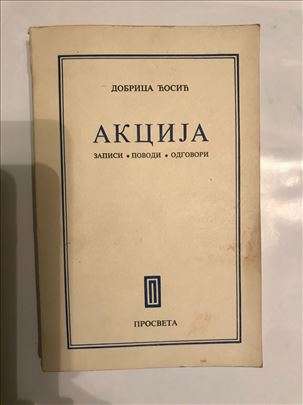 ДОБРИЦА ЋОСИЋ
АКЦИЈА
ЗАПИСИ • ПОВОДИ • ОДГОВОРИ
П
ПРОСВЕТА